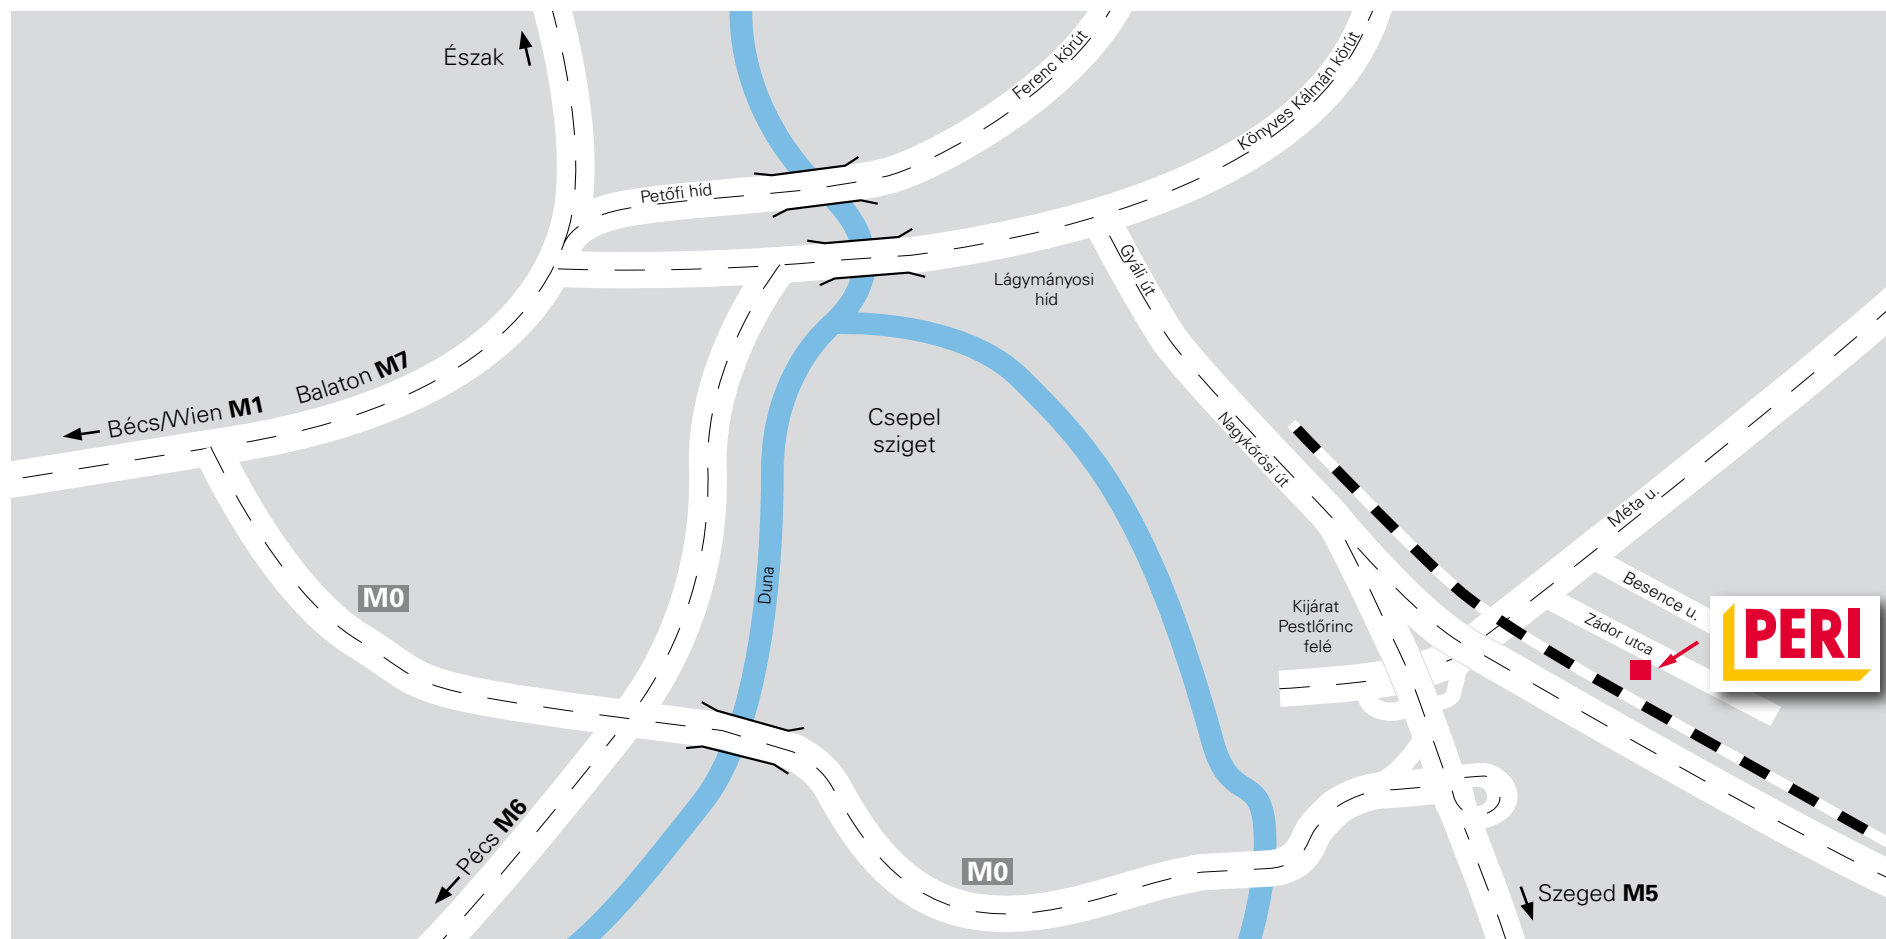 Észak
Ferenc körút
Könyves Kálmán körút
Petőfi híd
Gyáli út
Lágymányosi
híd
Balaton M7
Bécs/Wien M1
Csepel
sziget
Nagykőrösi út
Méta u.
Duna
M0
Besence u.
Zádor utca
PERI
Kijárat
Pestlőrinc
felé
Pécs M6
M0
Szeged M5